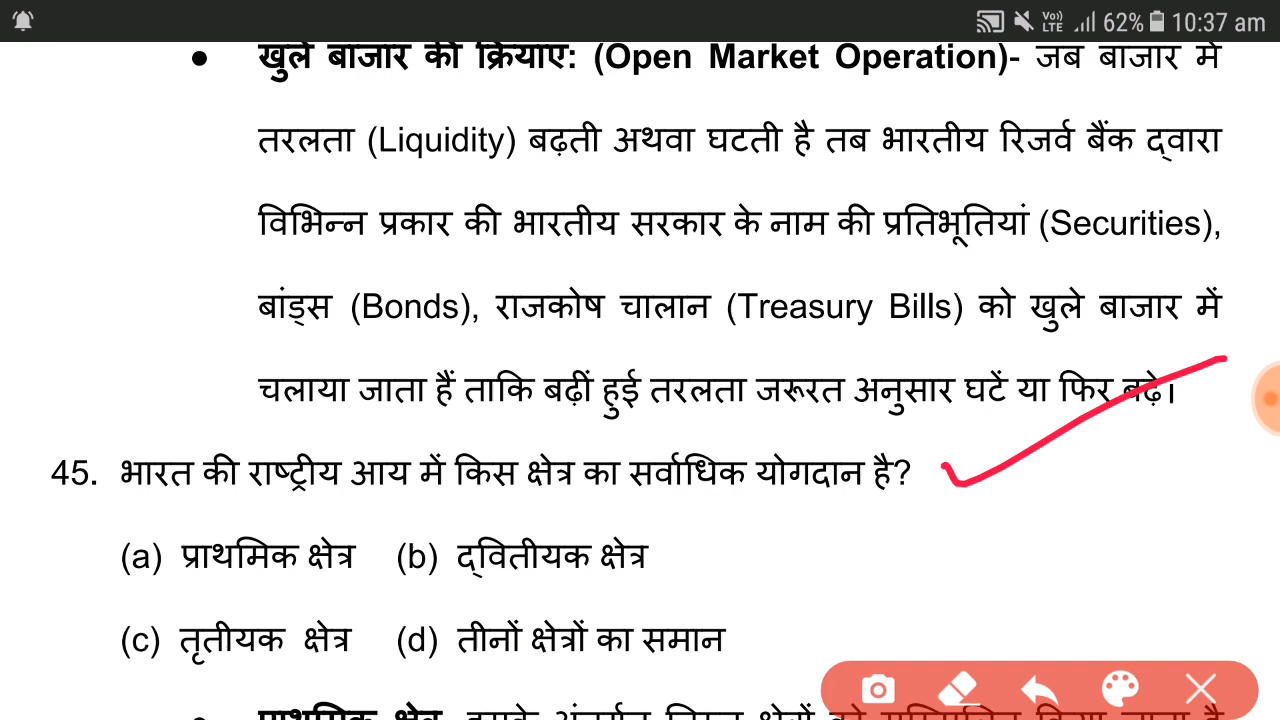 62% 10:37 am
● खुले बाजार की क्रियाएं: (Open Market Operation)- जब बाजार में
तरलता (Liquidity) बढ़ती अथवा घटती है तब भारतीय रिजर्व बैंक द्वारा
विभिन्न प्रकार की भारतीय सरकार के नाम की प्रतिभूतियां (Securities),
बांड्स (Bonds), राजकोष चालान (Treasury Bills) को खुले बाजार में
चलाया जाता हैं ताकि बढ़ीं हुई तरलता जरूरत अनुसार घटें या फिर बढ़े।
45. भारत की राष्ट्रीय आय में किस क्षेत्र का सर्वाधिक योगदान है?
(a) प्राथमिक क्षेत्र (b) द्वितीयक क्षेत्र
(c) तृतीयक क्षेत्र (d) तीनों क्षेत्रों का समान